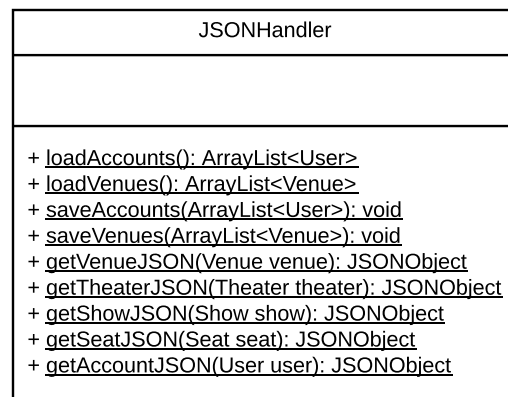 JSONHandler
+ loadAccounts(): ArrayList<User>
+ loadVenues(): ArrayList<Venue>
+ saveAccounts(ArrayList<User>): void
+ saveVenues(ArrayList<Venue>): void
+ getVenueJSON(Venue venue): JSONObject
+ getTheaterJSON(Theater theater): JSONObject
+ getShowJSON(Show show): JSONObject
+ getSeatJSON(Seat seat): JSONObject
+ getAccountJSON(User user): JSONObject